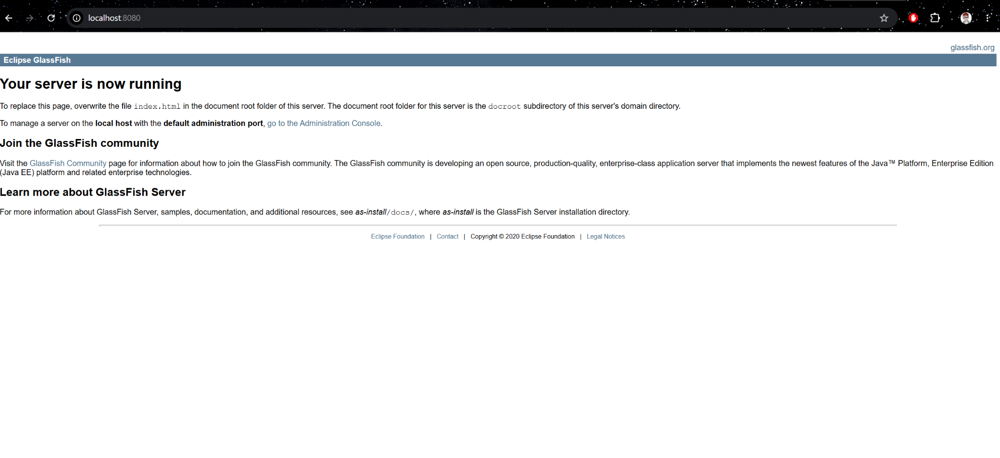 localhost:8080
glassfish.org
Eclipse GlassFish
Your server is now running
To replace this page, overwrite the file index.html in the document root folder of this server. The document root folder for this server is the docroot subdirectory of this server's domain directory.
To manage a server on the local host with the default administration port, go to the Administration Console.
Join the GlassFish community
Visit the GlassFish Community page for information about how to join the GlassFish community. The GlassFish community is developing an open source, production-quality, enterprise-class application server that implements the newest features of the Java™ Platform, Enterprise Edition
(Java EE) platform and related enterprise technologies.
Learn more about GlassFish Server
For more information about GlassFish Server, samples, documentation, and additional resources, see as-install/docs/, where as-install is the GlassFish Server installation directory.
Eclipse Foundation | Contact | Copyright © 2020 Eclipse Foundation | Legal Notices